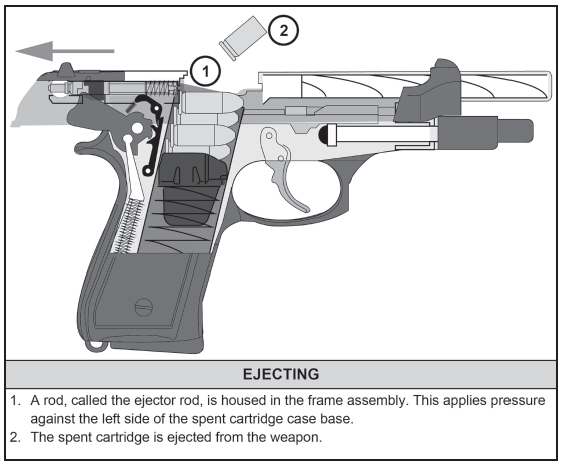 2
1
EJECTING
1. A rod, called the ejector rod, is housed in the frame assembly. This applies pressure
against the left side of the spent cartridge case base.
2. The spent cartridge is ejected from the weapon.